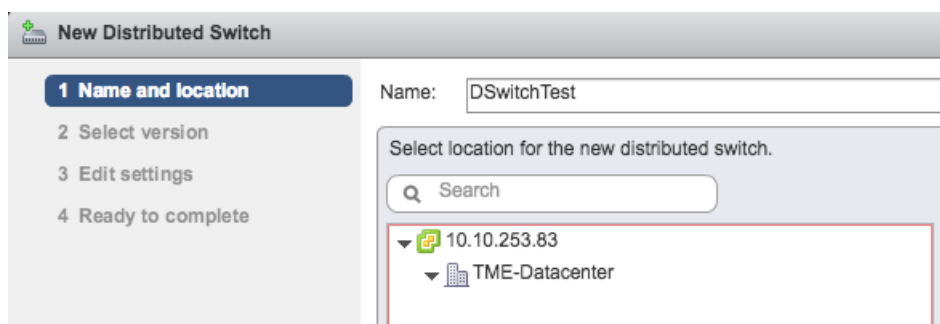 New Distributed Switch
1 Name and location
2 Select version
3 Edit settings
4 Ready to complete
Name: DSwitchTest
Select location for the new distributed switch.
Search
10.10.253.83
TME-Datacenter